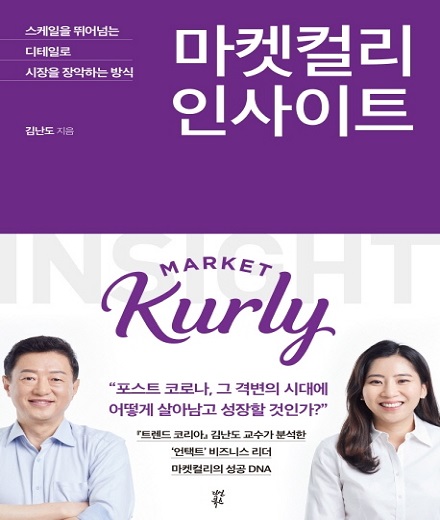 스케일을 뛰어넘는
디테일로
시장을 장악하는 방식
김난도 지음
마켓컬리
인사이트
INSIGHT
MARKET
Kurly
“포스트 코로나, 그 격변의 시대에
어떻게 살아남고 성장할 것인가?”
『트렌드 코리아』 김난도 교수가 분석한
‘언택트’ 비즈니스 리더
마켓컬리의 성공 DNA
다산
북스